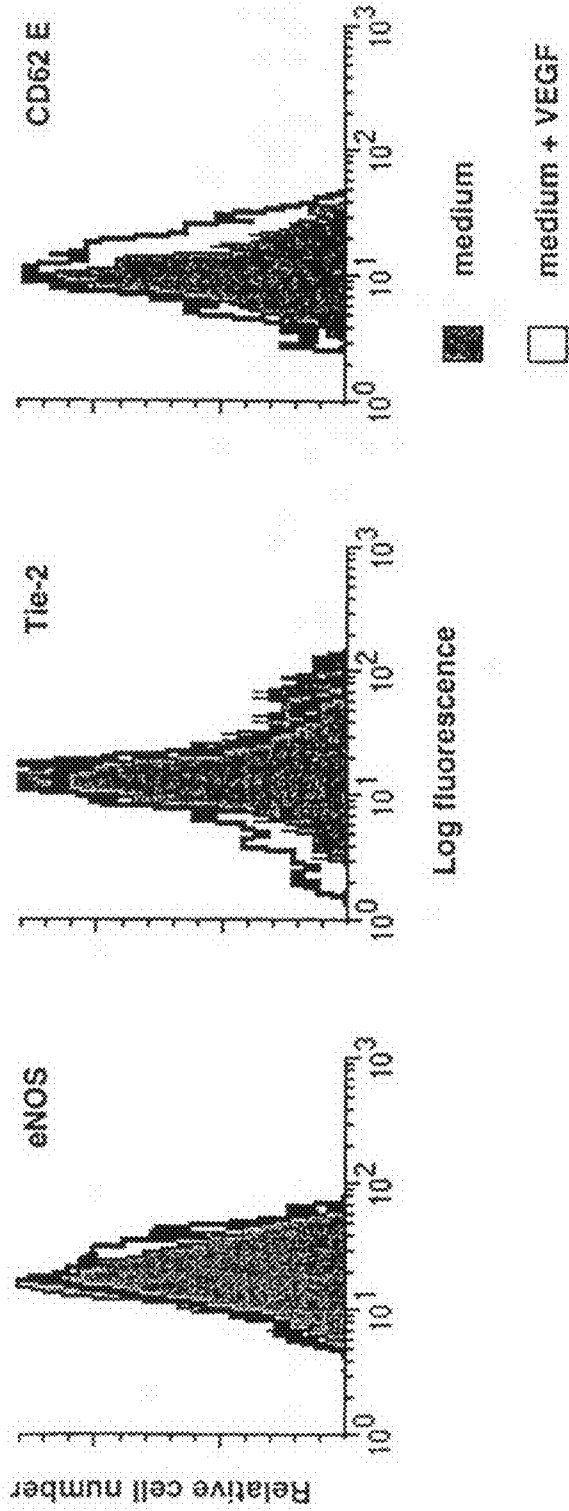 Relative cell number
eNOS
10^0 10^1 10^2 10^3
Tie-2
10^0 10^1 10^2 10^3
CD62 E
10^0 10^1 10^2 10^3
Log fluorescence
medium
medium + VEGF